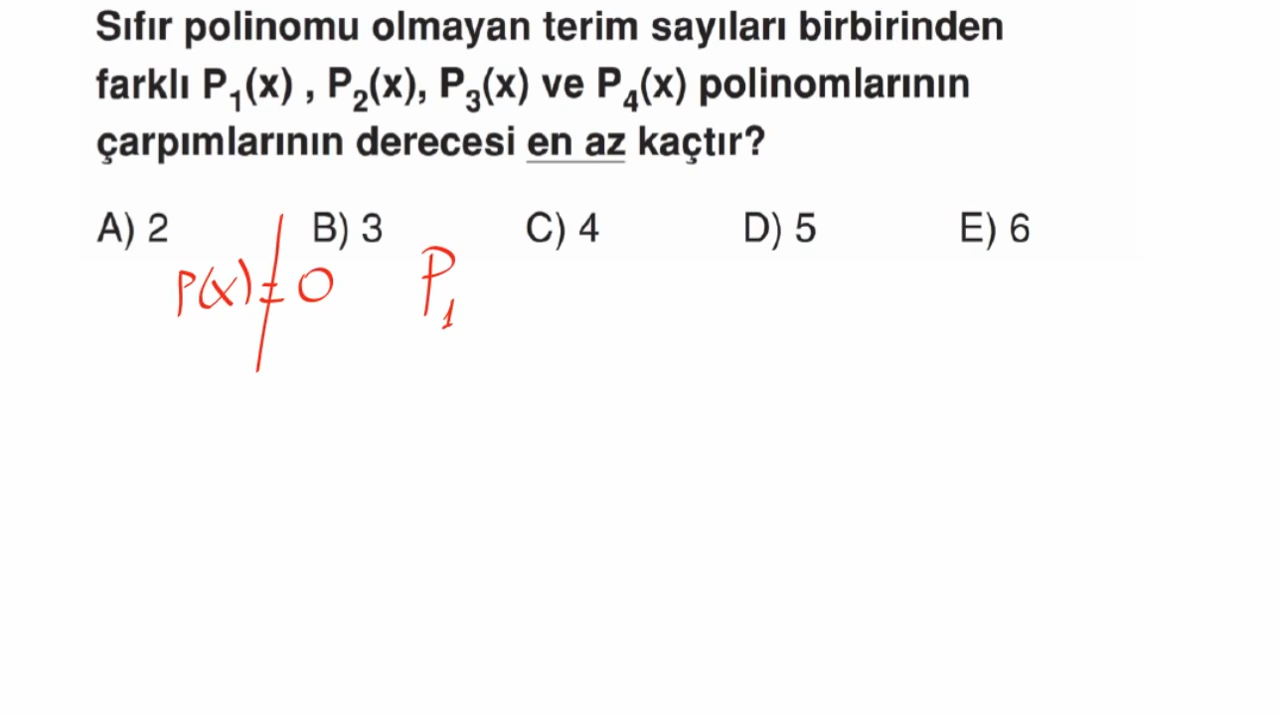 Sıfır polinomu olmayan terim sayıları birbirinden
farklı P₁(x) , P₂(x), P₃(x) ve P₄(x) polinomlarının
çarpımlarının derecesi en az kaçtır?
A) 2 B) 3 C) 4 D) 5 E) 6
P(x) ≠ 0 P₁